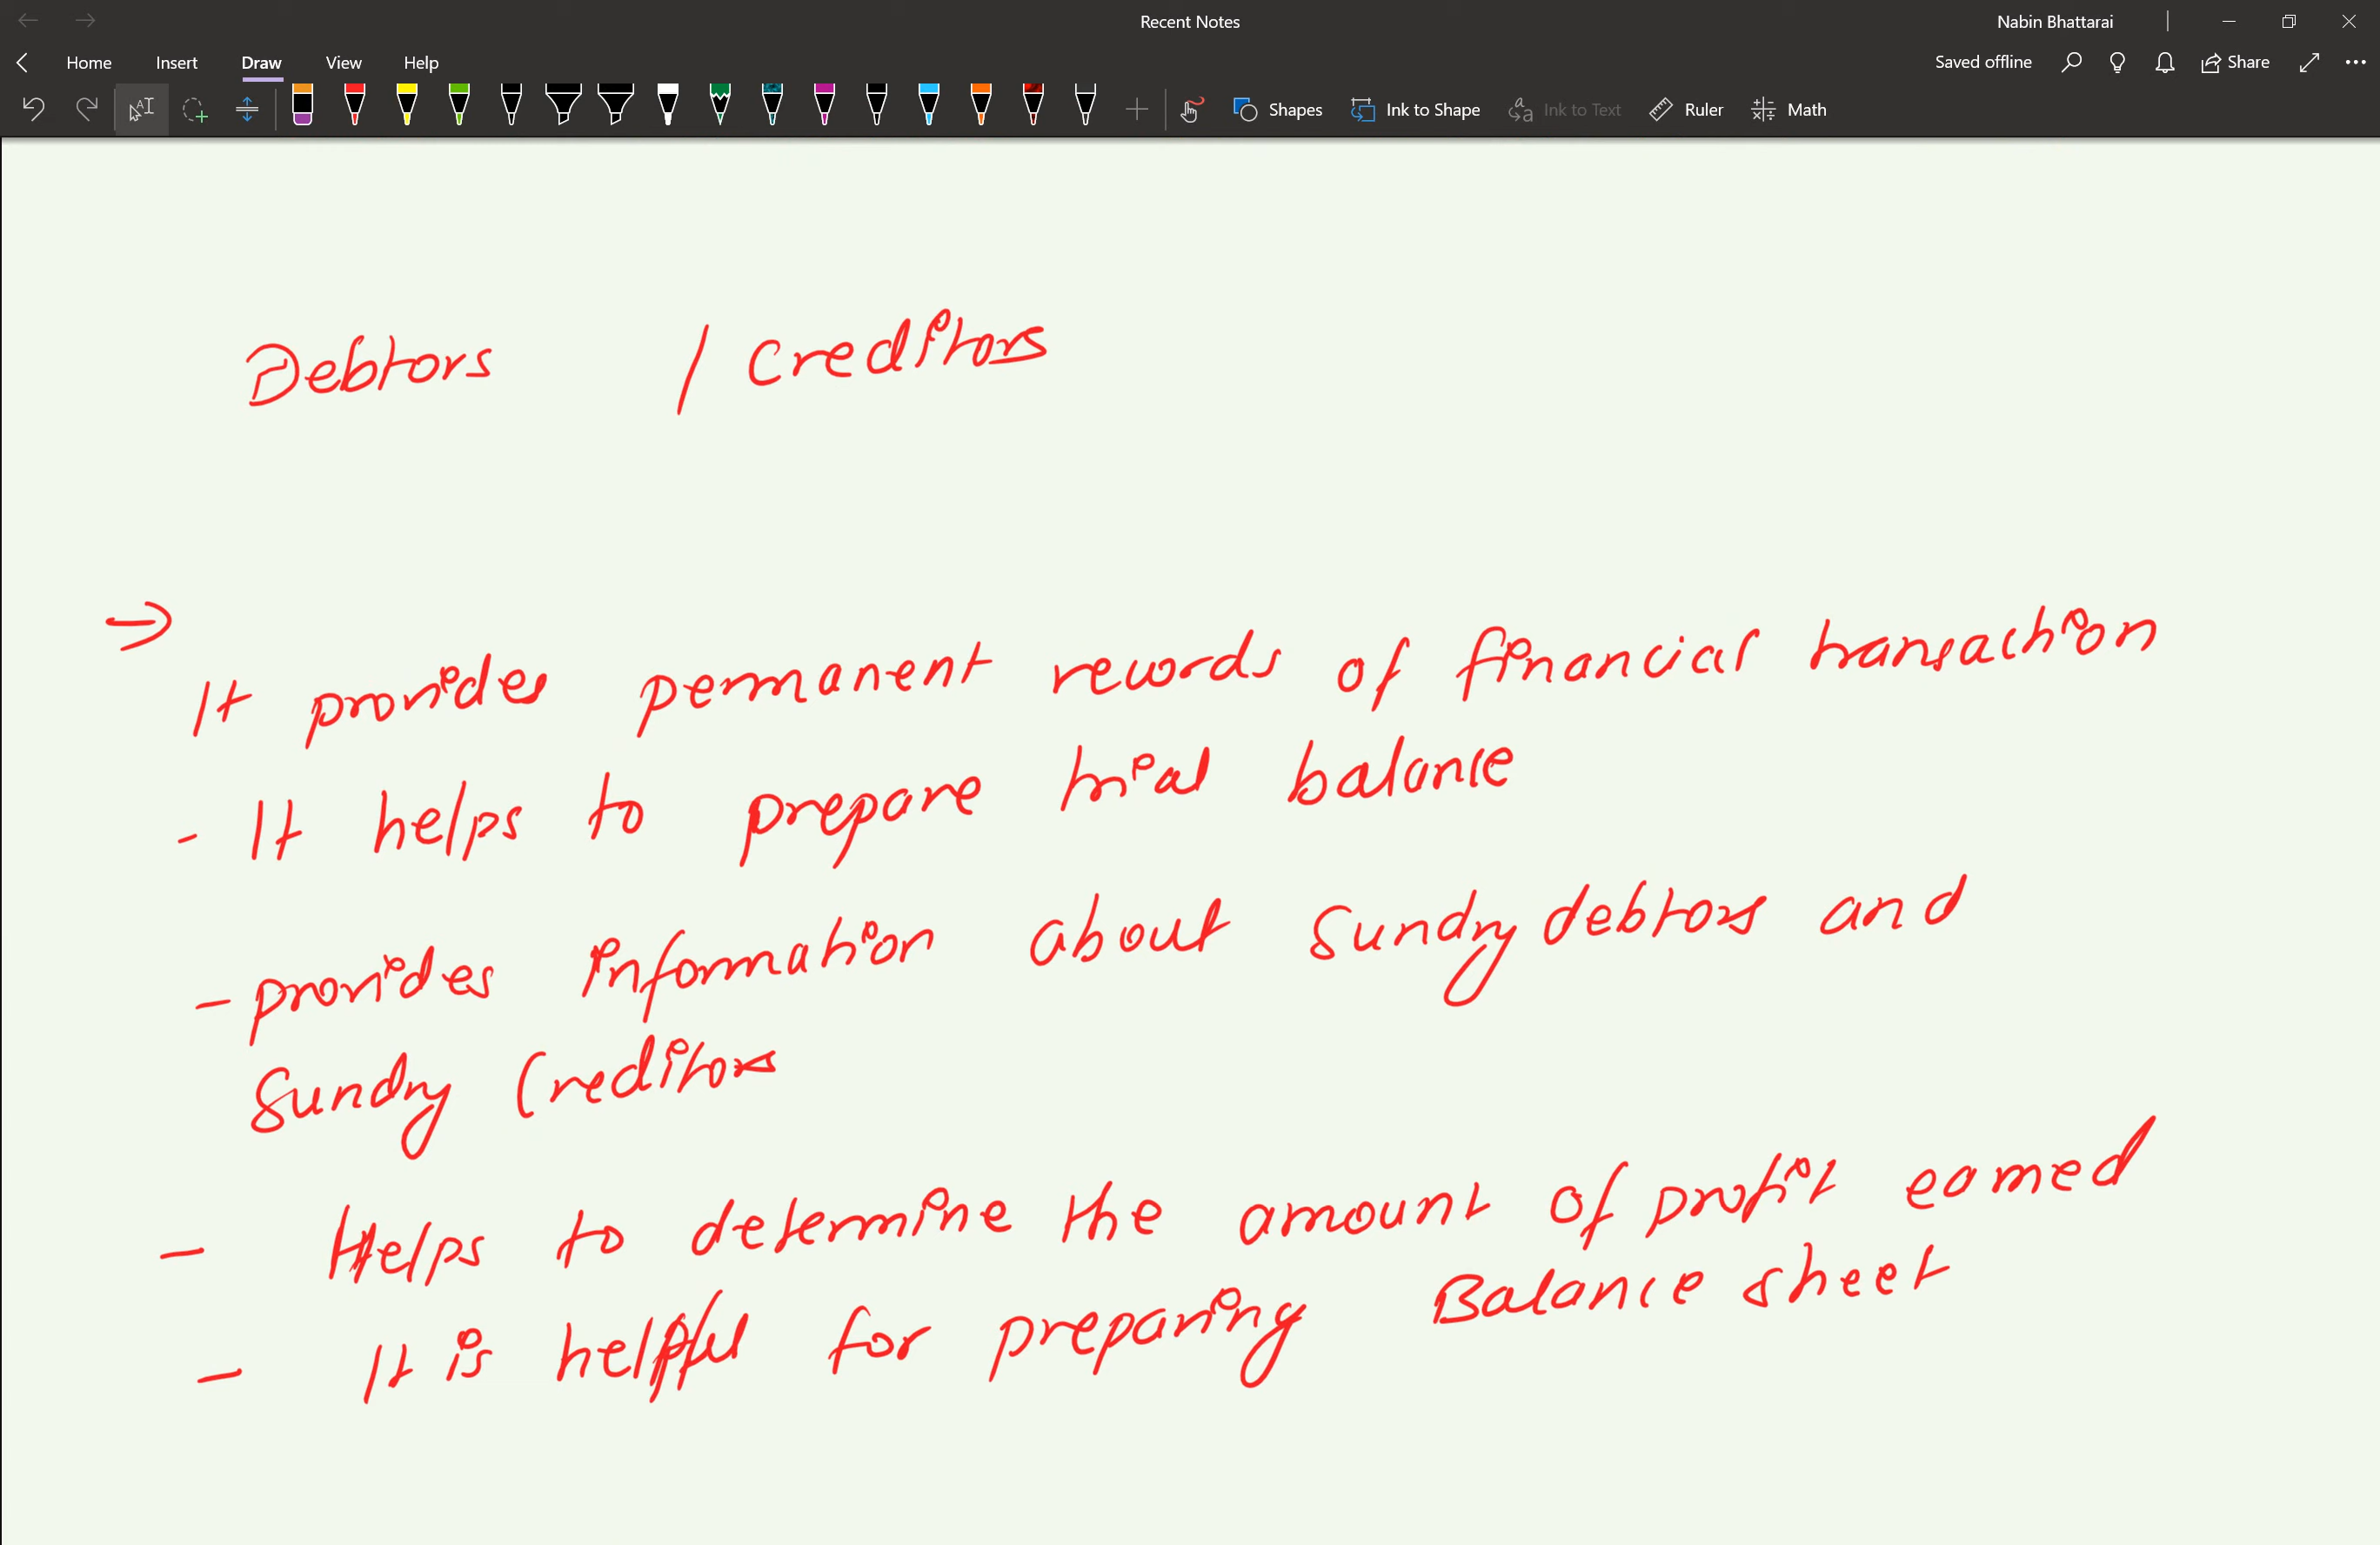 Recent Notes
Nabin Bhattarai
Home Insert Draw View Help
Saved offline Share
Shapes Ink to Shape Ink to Text Ruler Math
Debtors / Creditors
⇒
It provides permanent records of financial transaction
- It helps to prepare trial balance
- provides information about sundry debtors and
sundry Creditors
- Helps to determine the amount of profit earned
- It is helpful for preparing Balance sheet